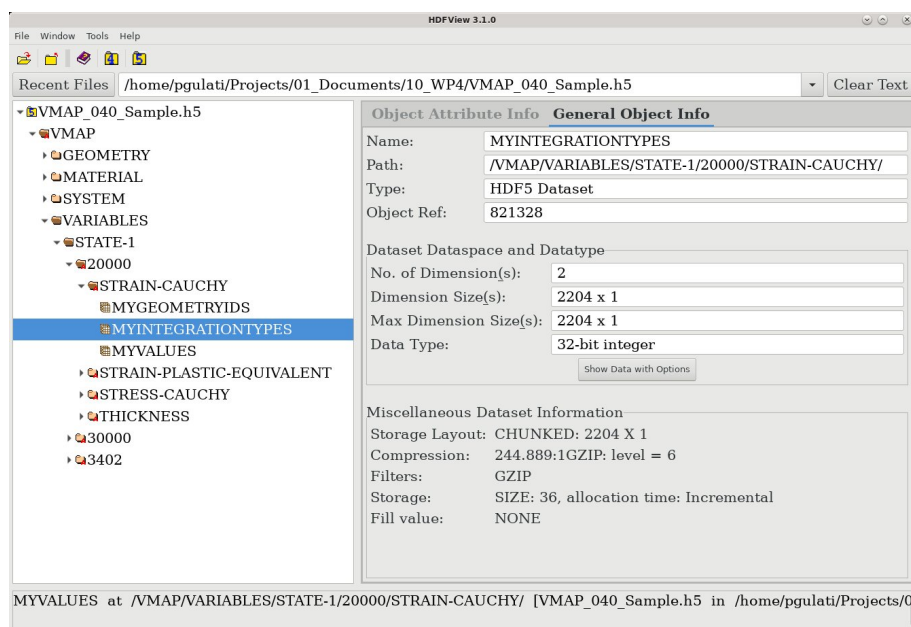 HDFView 3.1.0
File Window Tools Help
Recent Files /home/pgulati/Projects/01_Documents/10_WP4/VMAP_040_Sample.h5 Clear Text
VMAP_040_Sample.h5
VMAP
GEOMETRY
MATERIAL
SYSTEM
VARIABLES
STATE-1
20000
STRAIN-CAUCHY
MYGEOMETRYIDS
MYINTEGRATIONTYPES
MYVALUES
STRAIN-PLASTIC-EQUIVALENT
STRESS-CAUCHY
THICKNESS
30000
3402
Object Attribute Info General Object Info
Name: MYINTEGRATIONTYPES
Path: /VMAP/VARIABLES/STATE-1/20000/STRAIN-CAUCHY/
Type: HDF5 Dataset
Object Ref: 821328
Dataset Dataspace and Datatype
No. of Dimension(s): 2
Dimension Size(s): 2204 x 1
Max Dimension Size(s): 2204 x 1
Data Type: 32-bit integer
Show Data with Options
Miscellaneous Dataset Information
Storage Layout: CHUNKED: 2204 X 1
Compression: 244.889:1GZIP: level = 6
Filters: GZIP
Storage: SIZE: 36, allocation time: Incremental
Fill value: NONE
MYVALUES at /VMAP/VARIABLES/STATE-1/20000/STRAIN-CAUCHY/ [VMAP_040_Sample.h5 in /home/pgulati/Projects/0